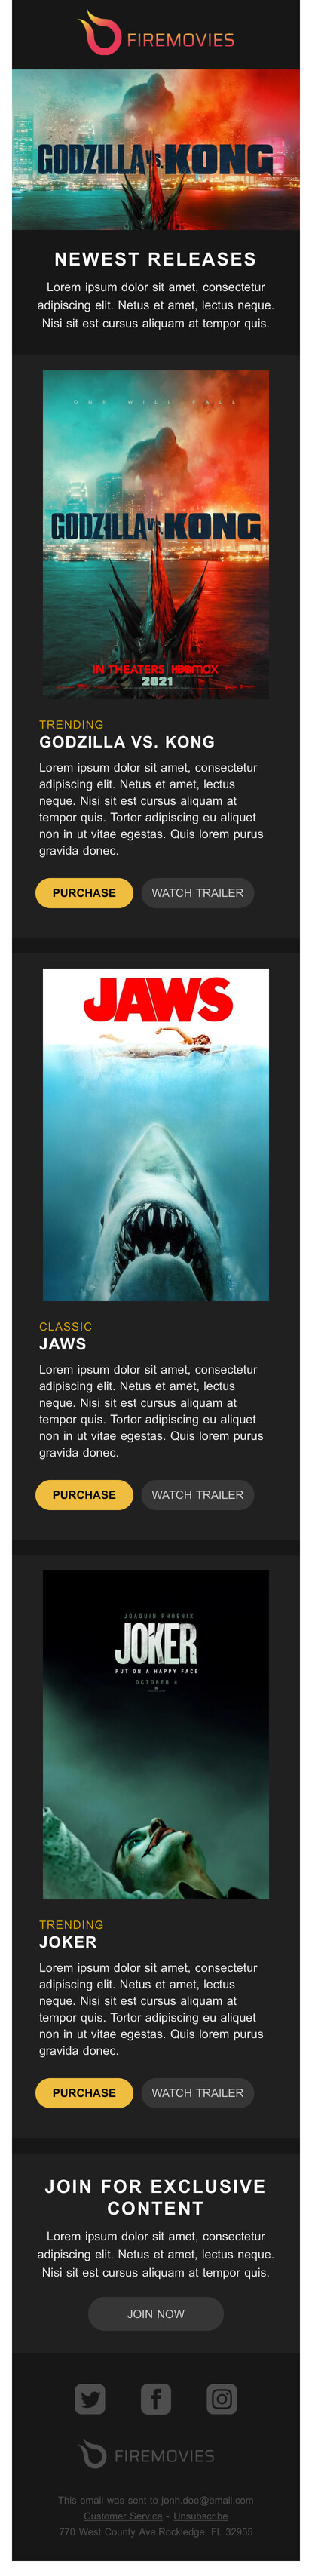 FIREMOVIES
GODZILLA VS. KONG
NEWEST RELEASES
Lorem ipsum dolor sit amet, consectetur
adipiscing elit. Netus et amet, lectus neque.
Nisi sit est cursus aliquam at tempor quis.
ONE WILL FALL
GODZILLA VS. KONG
IN THEATERS | HBOMAX
2021
TRENDING
GODZILLA VS. KONG
Lorem ipsum dolor sit amet, consectetur
adipiscing elit. Netus et amet, lectus
neque. Nisi sit est cursus aliquam at
tempor quis. Tortor adipiscing eu aliquet
non in ut vitae egestas. Quis lorem purus
gravida donec.
PURCHASE WATCH TRAILER
JAWS
CLASSIC
JAWS
Lorem ipsum dolor sit amet, consectetur
adipiscing elit. Netus et amet, lectus
neque. Nisi sit est cursus aliquam at
tempor quis. Tortor adipiscing eu aliquet
non in ut vitae egestas. Quis lorem purus
gravida donec.
PURCHASE WATCH TRAILER
JOAQUIN PHOENIX
JOKER
PUT ON A HAPPY FACE
OCTOBER 4
TRENDING
JOKER
Lorem ipsum dolor sit amet, consectetur
adipiscing elit. Netus et amet, lectus
neque. Nisi sit est cursus aliquam at
tempor quis. Tortor adipiscing eu aliquet
non in ut vitae egestas. Quis lorem purus
gravida donec.
PURCHASE WATCH TRAILER
JOIN FOR EXCLUSIVE
CONTENT
Lorem ipsum dolor sit amet, consectetur
adipiscing elit. Netus et amet, lectus neque.
Nisi sit est cursus aliquam at tempor quis.
JOIN NOW
FIREMOVIES
This email was sent to jonh.doe@email.com
Customer Service - Unsubscribe
770 West County Ave.Rockledge, FL 32955